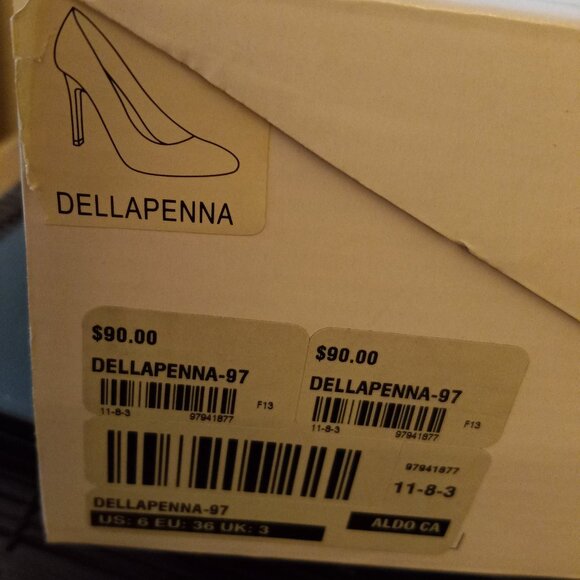 DELLAPENNA
$90.00
DELLAPENNA-97
11-8-3 97941877 F13
$90.00
DELLAPENNA-97
11-8-3 97941877 F13
97941877
11-8-3
DELLAPENNA-97
US: 6 EU: 36 UK: 3
ALDO CA